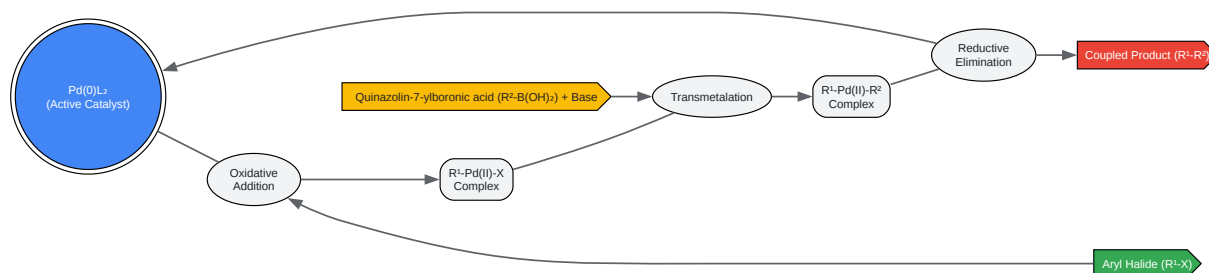 Pd(0)L₂
(Active Catalyst)
Oxidative
Addition
Quinazolin-7-ylboronic acid (R²-B(OH)₂) + Base
R¹-Pd(II)-X
Complex
Transmetalation
R¹-Pd(II)-R²
Complex
Reductive
Elimination
Coupled Product (R¹-R²)
Aryl Halide (R¹-X)